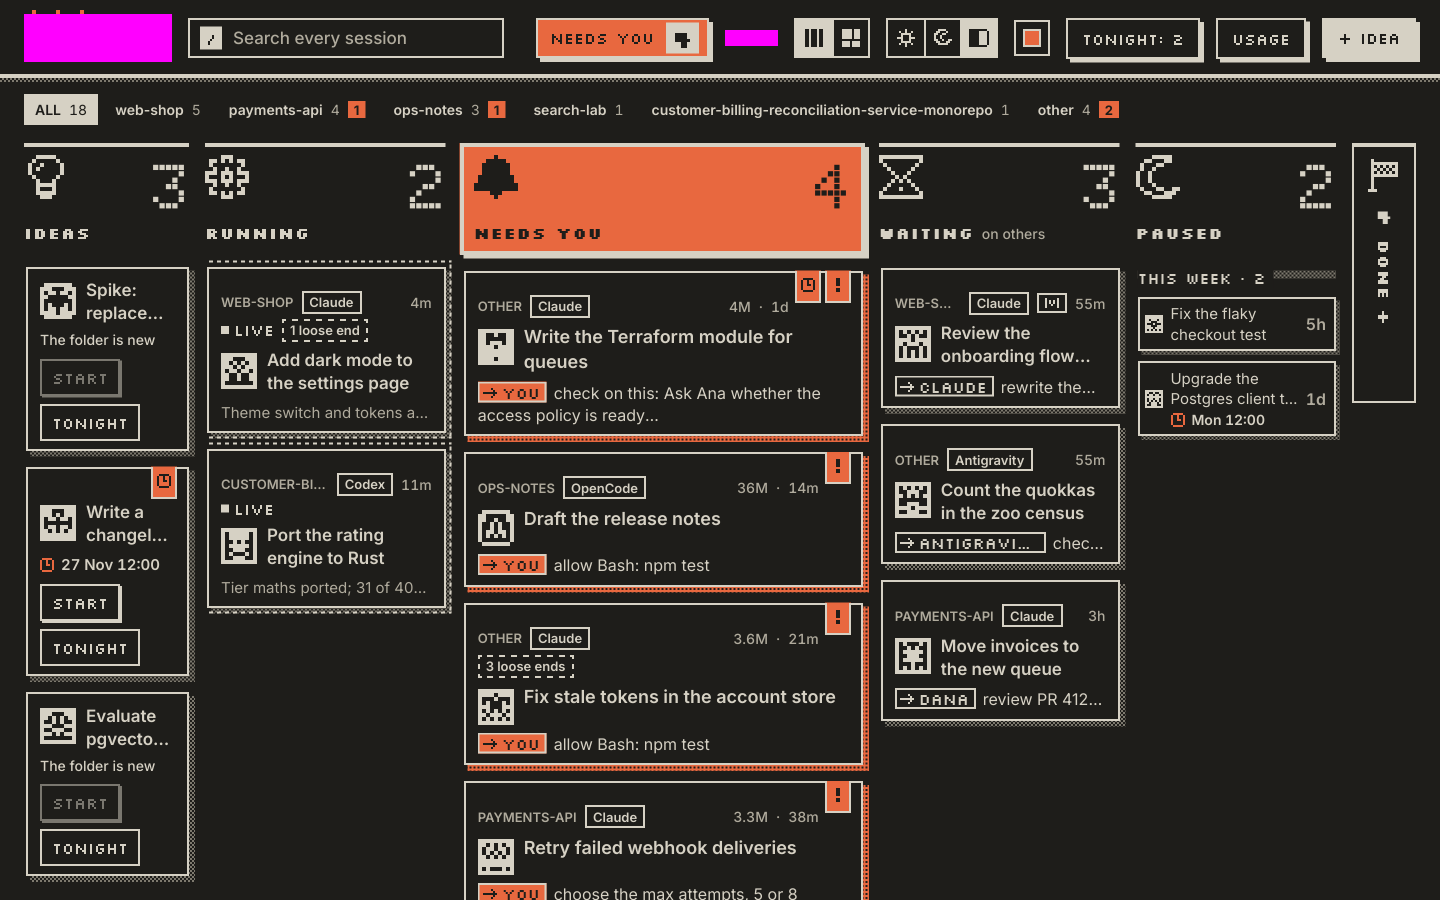 / Search every session
NEEDS YOU 4
TONIGHT: 2
USAGE
+ IDEA
ALL 18
web-shop 5
payments-api 4 1
ops-notes 3 1
search-lab 1
customer-billing-reconciliation-service-monorepo 1
other 4 2
3
IDEAS
Spike:
replace...
The folder is new
START
TONIGHT
Write a
changel...
27 Nov 12:00
START
TONIGHT
Evaluate
pgvecto...
The folder is new
START
TONIGHT
2
RUNNING
WEB-SHOP Claude 4m
LIVE 1 loose end
Add dark mode to
the settings page
Theme switch and tokens a...
CUSTOMER-BI... Codex 11m
LIVE
Port the rating
engine to Rust
Tier maths ported; 31 of 40...
4
NEEDS YOU
!
OTHER Claude 4M · 1d
Write the Terraform module for
queues
→ YOU check on this: Ask Ana whether the
access policy is ready...
!
OPS-NOTES OpenCode 36M · 14m
Draft the release notes
→ YOU allow Bash: npm test
!
OTHER Claude 3.6M · 21m
3 loose ends
Fix stale tokens in the account store
→ YOU allow Bash: npm test
!
PAYMENTS-API Claude 3.3M · 38m
Retry failed webhook deliveries
→ YOU choose the max attempts, 5 or 8
3
WAITING on others
WEB-S... Claude 55m
Review the
onboarding flow...
→ CLAUDE rewrite the...
OTHER Antigravity 55m
Count the quokkas
in the zoo census
→ ANTIGRAVI... chec...
PAYMENTS-API Claude 3h
Move invoices to
the new queue
→ DANA review PR 412...
2
PAUSED
THIS WEEK · 2
Fix the flaky
checkout test 5h
Upgrade the
Postgres client t... 1d
Mon 12:00
4 DONE +